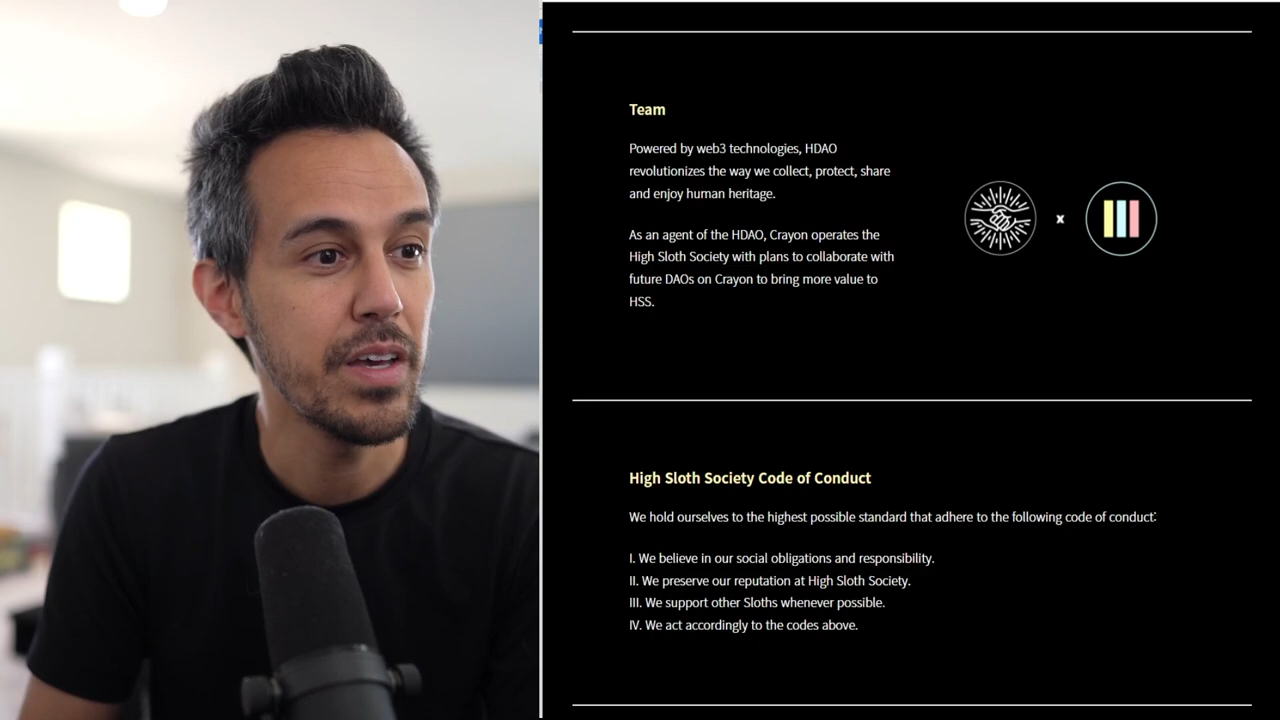 Team
Powered by web3 technologies, HDAO
revolutionizes the way we collect, protect, share
and enjoy human heritage.
As an agent of the HDAO, Crayon operates the
High Sloth Society with plans to collaborate with
future DAOs on Crayon to bring more value to
HSS.
x
High Sloth Society Code of Conduct
We hold ourselves to the highest possible standard that adhere to the following code of conduct:
I. We believe in our social obligations and responsibility.
II. We preserve our reputation at High Sloth Society.
III. We support other Sloths whenever possible.
IV. We act accordingly to the codes above.